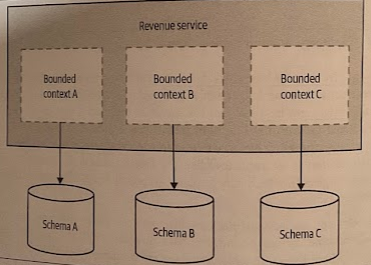 Revenue service
Bounded
context A
Bounded
context B
Bounded
context C
Schema A
Schema B
Schema C